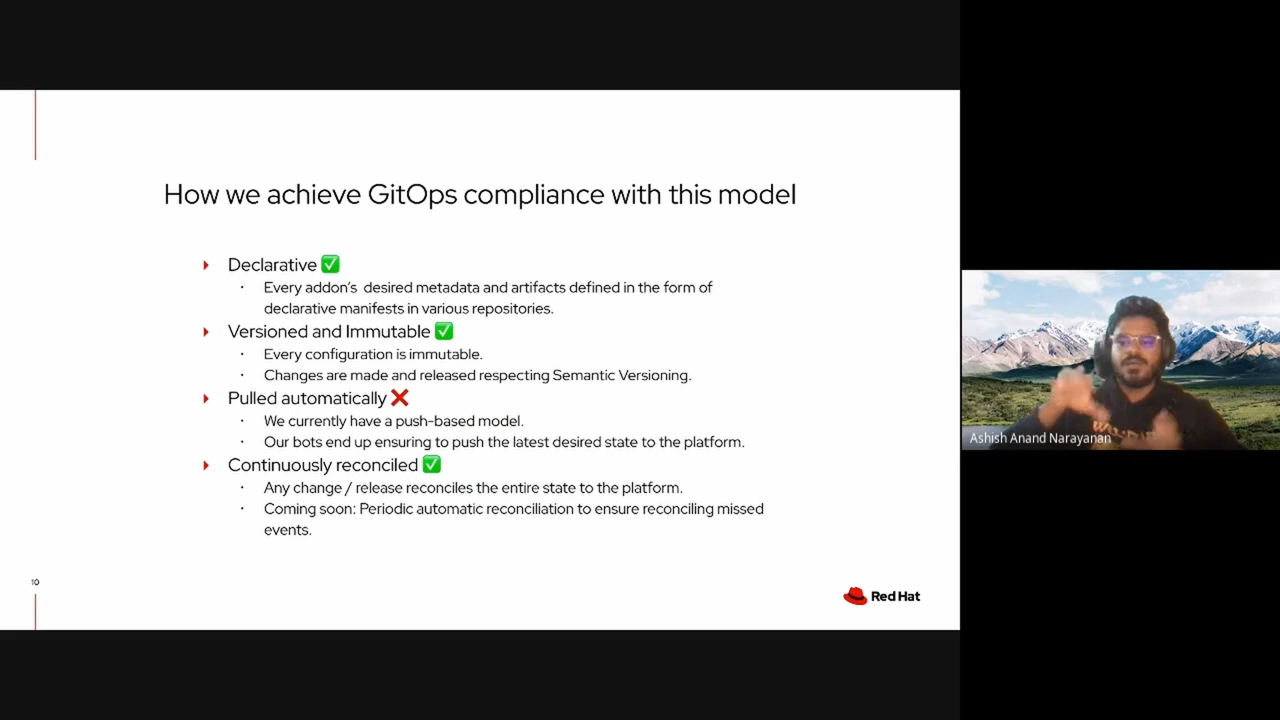 How we achieve GitOps compliance with this model
Declarative ✅
Every addon's desired metadata and artifacts defined in the form of
declarative manifests in various repositories.
Versioned and Immutable ✅
Every configuration is immutable.
Changes are made and released respecting Semantic Versioning.
Pulled automatically ❌
We currently have a push-based model.
Our bots end up ensuring to push the latest desired state to the platform.
Continuously reconciled ✅
Any change / release reconciles the entire state to the platform.
Coming soon: Periodic automatic reconciliation to ensure reconciling missed
events.
10
Red Hat
Ashish Anand Narayanan